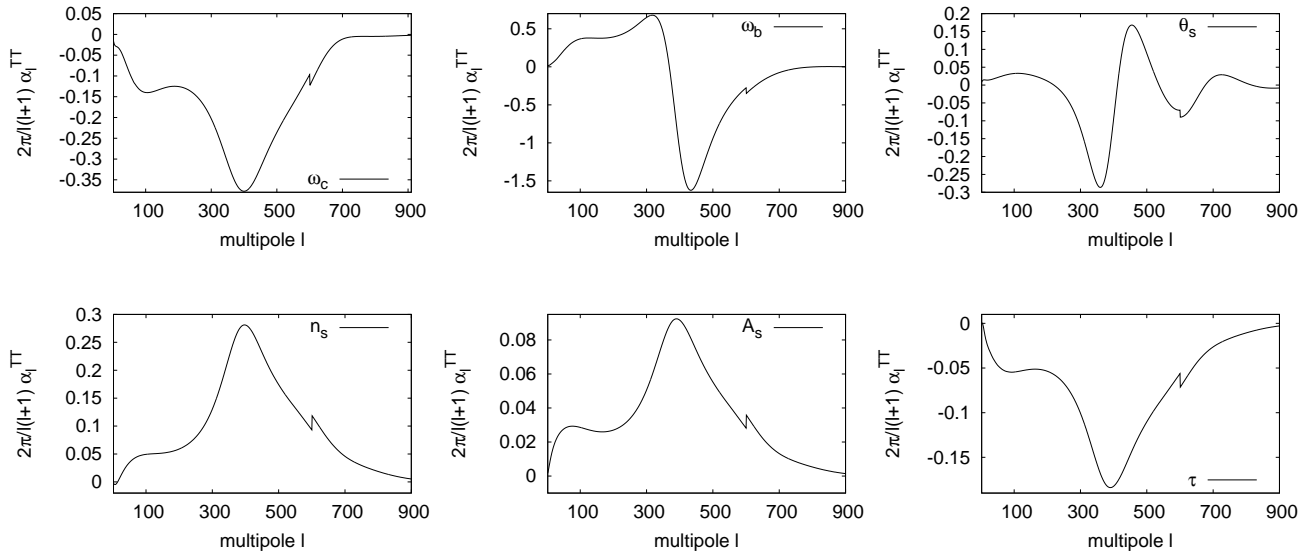 2π/l(l+1) α_l^TT
0.05
0
-0.05
-0.1
-0.15
-0.2
-0.25
-0.3
-0.35
ω_c
100 300 500 700 900
multipole l
2π/l(l+1) α_l^TT
0.5
0
-0.5
-1
-1.5
ω_b
100 300 500 700 900
multipole l
2π/l(l+1) α_l^TT
0.2
0.15
0.1
0.05
0
-0.05
-0.1
-0.15
-0.2
-0.25
-0.3
θ_s
100 300 500 700 900
multipole l
2π/l(l+1) α_l^TT
0.3
0.25
0.2
0.15
0.1
0.05
0
n_s
100 300 500 700 900
multipole l
2π/l(l+1) α_l^TT
0.08
0.06
0.04
0.02
0
A_s
100 300 500 700 900
multipole l
2π/l(l+1) α_l^TT
0
-0.05
-0.1
-0.15
τ
100 300 500 700 900
multipole l